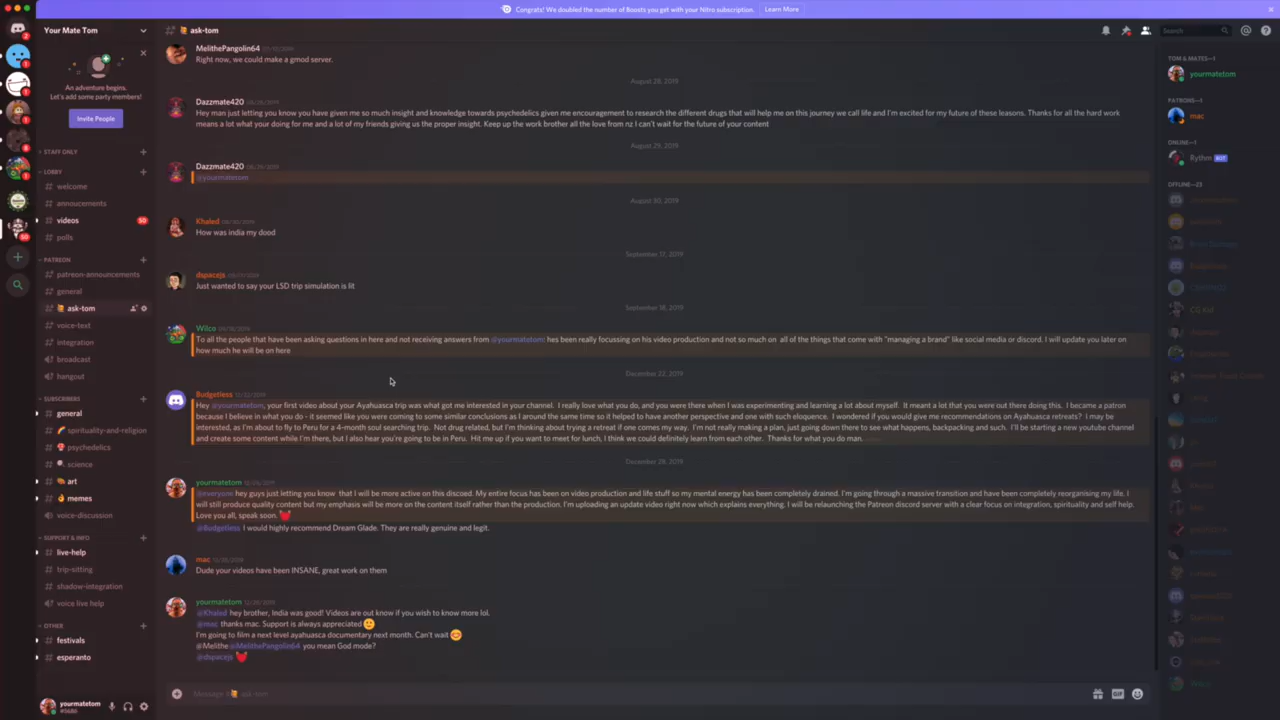 Congrats! We doubled the number of Boosts you get with your Nitro subscription. Learn More
Your Mate Tom
An adventure begins.
Let's add some party members!
Invite People
STAFF ONLY
LOBBY
welcome
annoucements
videos 50
polls
PATREON
patreon-announcements
general
ask-tom
voice-text
integration
broadcast
hangout
SUBSCRIBERS
general
spirituality-and-religion
psychedelics
science
art
memes
voice-discussion
SUPPORT & INFO
live-help
trip-sitting
shadow-integration
voice live help
OTHER
festivals
esperanto
yourmatetom
#5686
ask-tom
Search
MelithePangolin64
Right now, we could make a gmod server.
August 28, 2019
Dazzmate420
Hey man just letting you know you have given me so much insight and knowledge towards psychedelics given me encouragement to research the different drugs that will help me on this journey we call life and I'm excited for my future of these leasons. Thanks for all the hard work
means a lot what your doing for me and a lot of my friends giving us the proper insight. Keep up the work brother all the love from nz I can't wait for the future of your content
August 29, 2019
Dazzmate420
@yourmatetom
August 30, 2019
Khaled
How was india my dood
September 17, 2019
dspacejs
Just wanted to say your LSD trip simulation is lit
September 18, 2019
Wilco
To all the people that have been asking questions in here and not receiving answers from @yourmatetom: hes been really focussing on his video production and not so much on all of the things that come with "managing a brand" like social media or discord. I will update you later on
how much he will be on here
December 22, 2019
Budgetless
Hey @yourmatetom, your first video about your Ayahuasca trip was what got me interested in your channel. I really love what you do, and you were there when I was experimenting and learning a lot about myself. It meant a lot that you were out there doing this. I became a patron
because I believe in what you do - it seemed like you were coming to some similar conclusions as I around the same time so it helped to have another perspective and one with such eloquence. I wondered if you would give me recommendations on Ayahuasca retreats? I may be
interested, as I'm about to fly to Peru for a 4-month soul searching trip. Not drug related, but I'm thinking about trying a retreat if one comes my way. I'm not really making a plan, just going down there to see what happens, backpacking and such. I'll be starting a new youtube channel
and create some content while I'm there, but I also hear you're going to be in Peru. Hit me up if you want to meet for lunch, I think we could definitely learn from each other. Thanks for what you do man.
December 28, 2019
yourmatetom
@everyone hey guys just letting you know that I will be more active on this discoed. My entire focus has been on video production and life stuff so my mental energy has been completely drained. I'm going through a massive transition and have been completely reorganising my life. I
will still produce quality content but my emphasis will be more on the content itself rather than the production. I'm uploading an update video right now which explains everything. I will be relaunching the Patreon discord server with a clear focus on integration, spirituality and self help.
Love you all, speak soon.
@Budgetless I would highly recommend Dream Glade. They are really genuine and legit.
mac
Dude your videos have been INSANE, great work on them
yourmatetom
@Khaled hey brother, India was good! Videos are out know if you wish to know more lol.
@mac thanks mac. Support is always appreciated
I'm going to film a next level ayahuasca documentary next month. Can't wait
@Melithe @MelithePangolin64 you mean God mode?
@dspacejs
Message ask-tom
TOM & MATES—1
yourmatetom
PATRONS—1
mac
ONLINE—1
Rythm BOT
OFFLINE—23